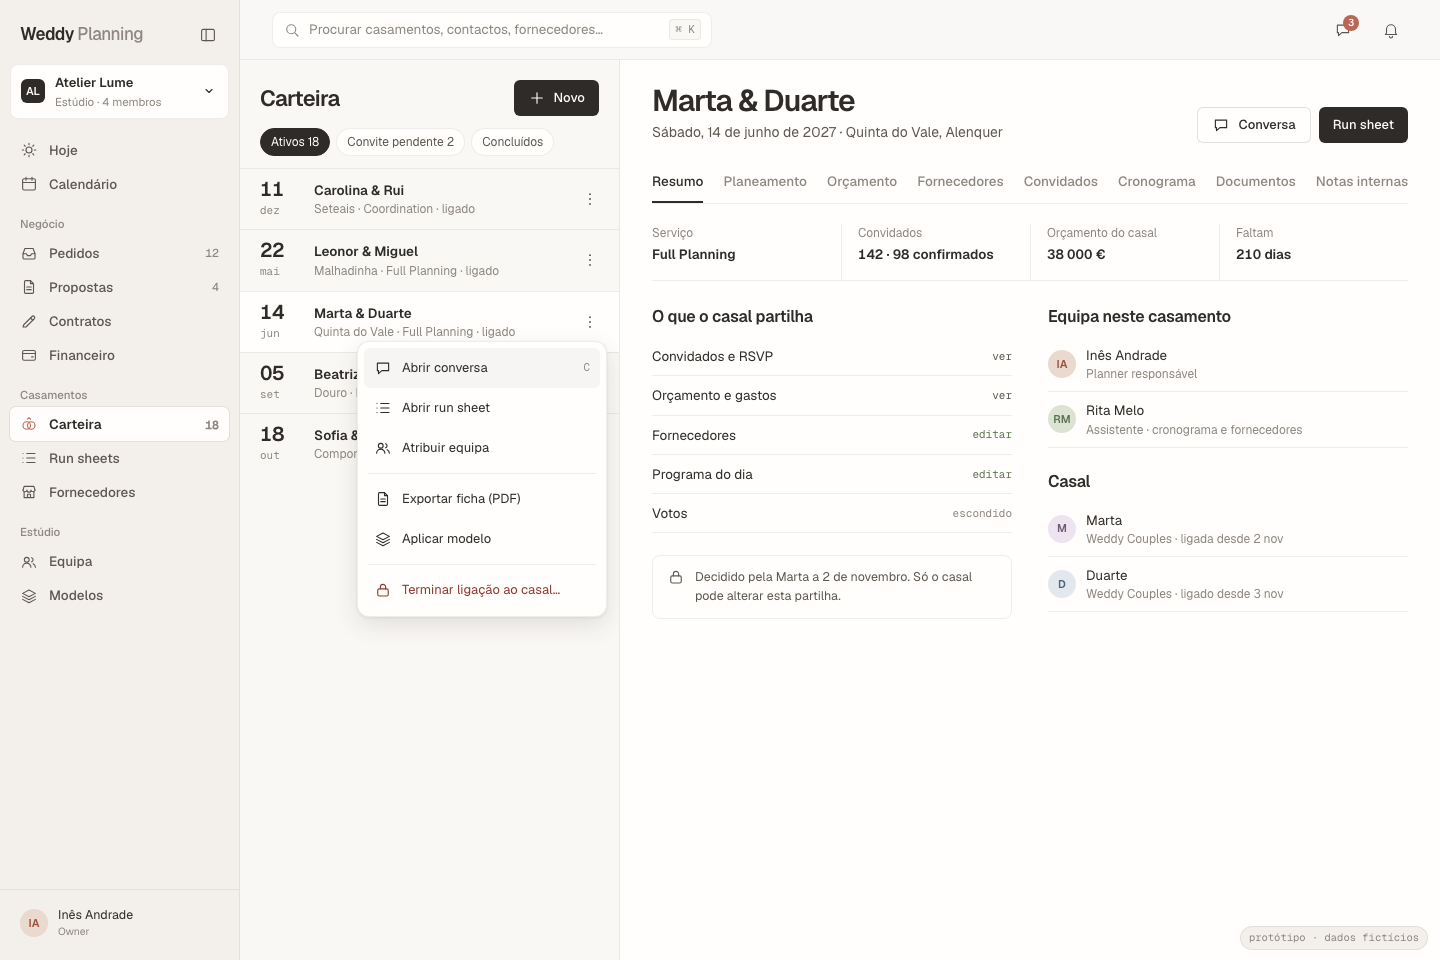 Weddy Planning
AL
Atelier Lume
Estúdio · 4 membros
Hoje
Calendário
Negócio
Pedidos 12
Propostas 4
Contratos
Financeiro
Casamentos
Carteira 18
Run sheets
Fornecedores
Estúdio
Equipa
Modelos
IA
Inês Andrade
Owner
Procurar casamentos, contactos, fornecedores… ⌘ K
3
Carteira
Novo
Ativos 18
Convite pendente 2
Concluídos
11 dez
Carolina & Rui
Seteais · Coordination · ligado
22 mai
Leonor & Miguel
Malhadinha · Full Planning · ligado
14 jun
Marta & Duarte
Quinta do Vale · Full Planning · ligado
05 set
Douro ·
18 out
Sofia &
Abrir conversa C
Abrir run sheet
Atribuir equipa
Exportar ficha (PDF)
Aplicar modelo
Terminar ligação ao casal…
Marta & Duarte
Sábado, 14 de junho de 2027 · Quinta do Vale, Alenquer
Conversa
Run sheet
Resumo Planeamento Orçamento Fornecedores Convidados Cronograma Documentos Notas internas
Serviço
Full Planning
Convidados
142 · 98 confirmados
Orçamento do casal
38 000 €
Faltam
210 dias
O que o casal partilha
Convidados e RSVP ver
Orçamento e gastos ver
Fornecedores editar
Programa do dia editar
Votos escondido
Decidido pela Marta a 2 de novembro. Só o casal
pode alterar esta partilha.
Equipa neste casamento
IA
Inês Andrade
Planner responsável
RM
Rita Melo
Assistente · cronograma e fornecedores
Casal
M
Marta
Weddy Couples · ligada desde 2 nov
D
Duarte
Weddy Couples · ligado desde 3 nov
protótipo · dados fictícios